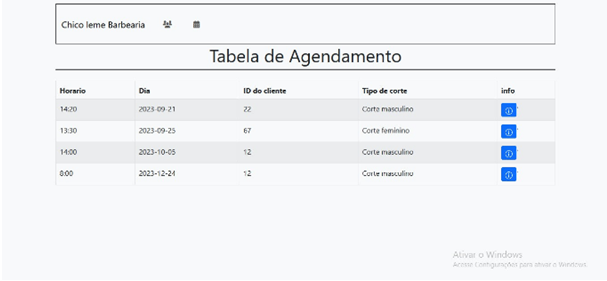 Chico leme Barbearia
Tabela de Agendamento
Horario Dia ID do cliente Tipo de corte info
14:20 2023-09-21 22 Corte masculino
13:30 2023-09-25 67 Corte feminino
14:00 2023-10-05 12 Corte masculino
8:00 2023-12-24 12 Corte masculino
Ativar o Windows
Acesse Configurações para ativar o Windows.